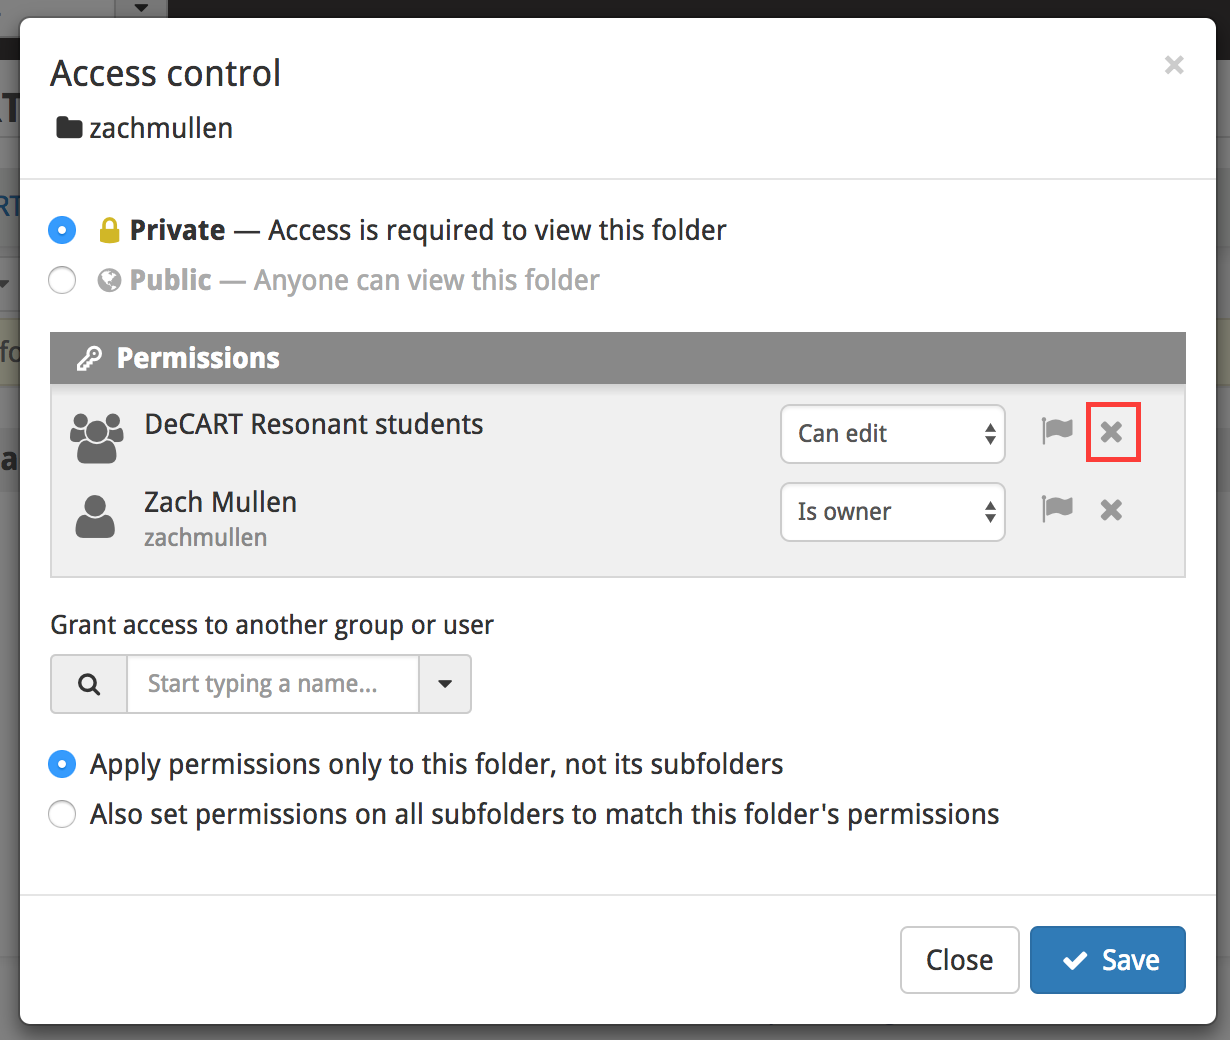 Access control
zachmullen
Private — Access is required to view this folder
Public — Anyone can view this folder
Permissions
DeCART Resonant students
Can edit
Zach Mullen
zachmullen
Is owner
Grant access to another group or user
Start typing a name...
Apply permissions only to this folder, not its subfolders
Also set permissions on all subfolders to match this folder's permissions
Close
Save